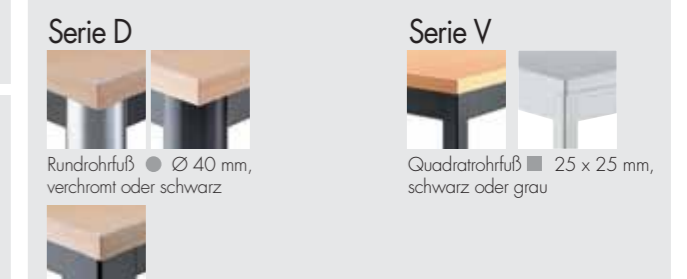 Serie D
Rundrohrfuß ● Ø 40 mm,
verchromt oder schwarz
Serie V
Quadratrohrfuß ■ 25 x 25 mm,
schwarz oder grau